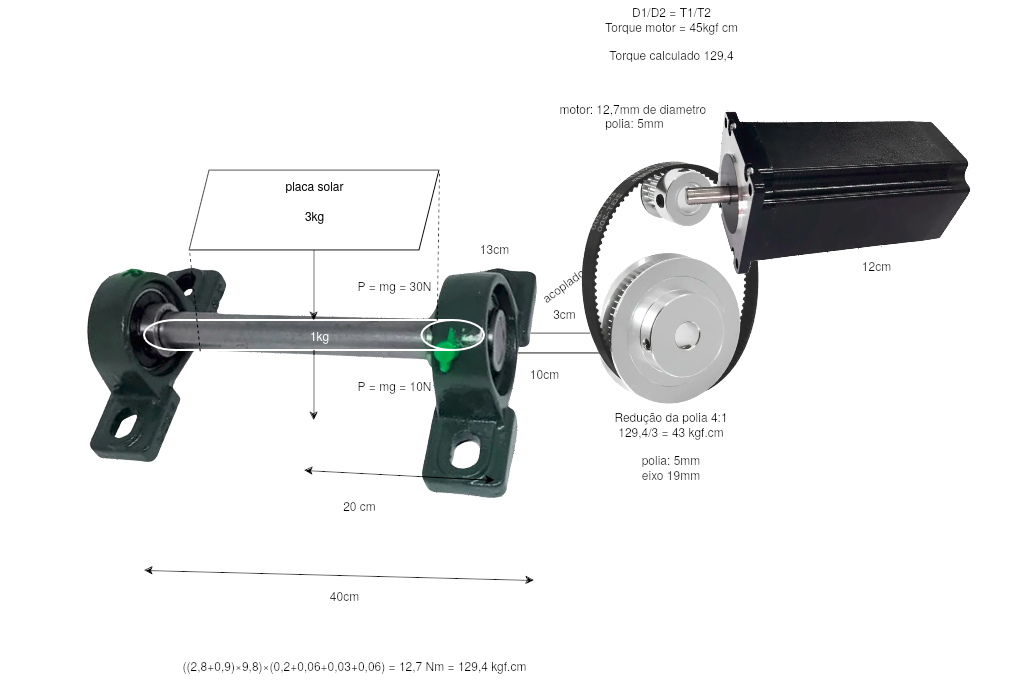 D1/D2 = T1/T2
Torque motor = 45kgf cm
Torque calculado 129,4
motor: 12,7mm de diametro
polia: 5mm
placa solar
3kg
13cm
12cm
P = mg = 30N
acoplado
3cm
1kg
10cm
P = mg = 10N
Redução da polia 4:1
129,4/3 = 43 kgf.cm
polia: 5mm
eixo 19mm
20 cm
40cm
((2,8+0,9)×9,8)×(0,2+0,06+0,03+0,06) = 12,7 Nm = 129,4 kgf.cm